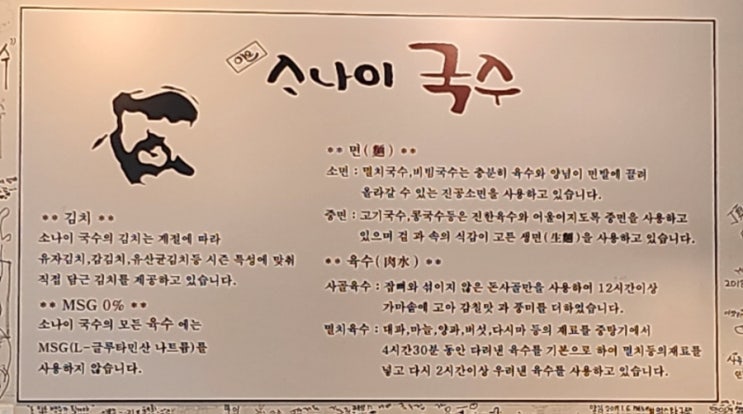 소나이 국수
** 면(麵) **
소면 : 멸치국수,비빔국수는 충분히 육수와 양념이 면발에 끌려
올라갈 수 있는 진공소면을 사용하고 있습니다.
중면 : 고기국수,콩국수등은 진한육수와 어울어지도록 중면을 사용하고
있으며 겉 과 속의 식감이 고른 생면(生麵)을 사용하고 있습니다.
** 육수(肉水) **
사골육수 : 잡뼈와 섞이지 않은 돈사골만을 사용하여 12시간이상
가마솥에 고아 감칠맛 과 풍미를 더하였습니다.
멸치육수 : 대파,마늘,양파,버섯,다시마 등의 재료를 중탕기에서
4시간30분 동안 다려낸 육수를 기본으로 하여 멸치등의재료를
넣고 다시 2시간이상 우려낸 육수를 사용하고 있습니다.
** 김치 **
소나이 국수의 김치는 계절에 따라
유자김치,감김치,유산균김치등 시즌 특성에 맞춰
직접 담근 김치를 제공하고 있습니다.
** MSG 0% **
소나이 국수의 모든 육수 에는
MSG(L-글루타민산 나트륨)를
사용하지 않습니다.